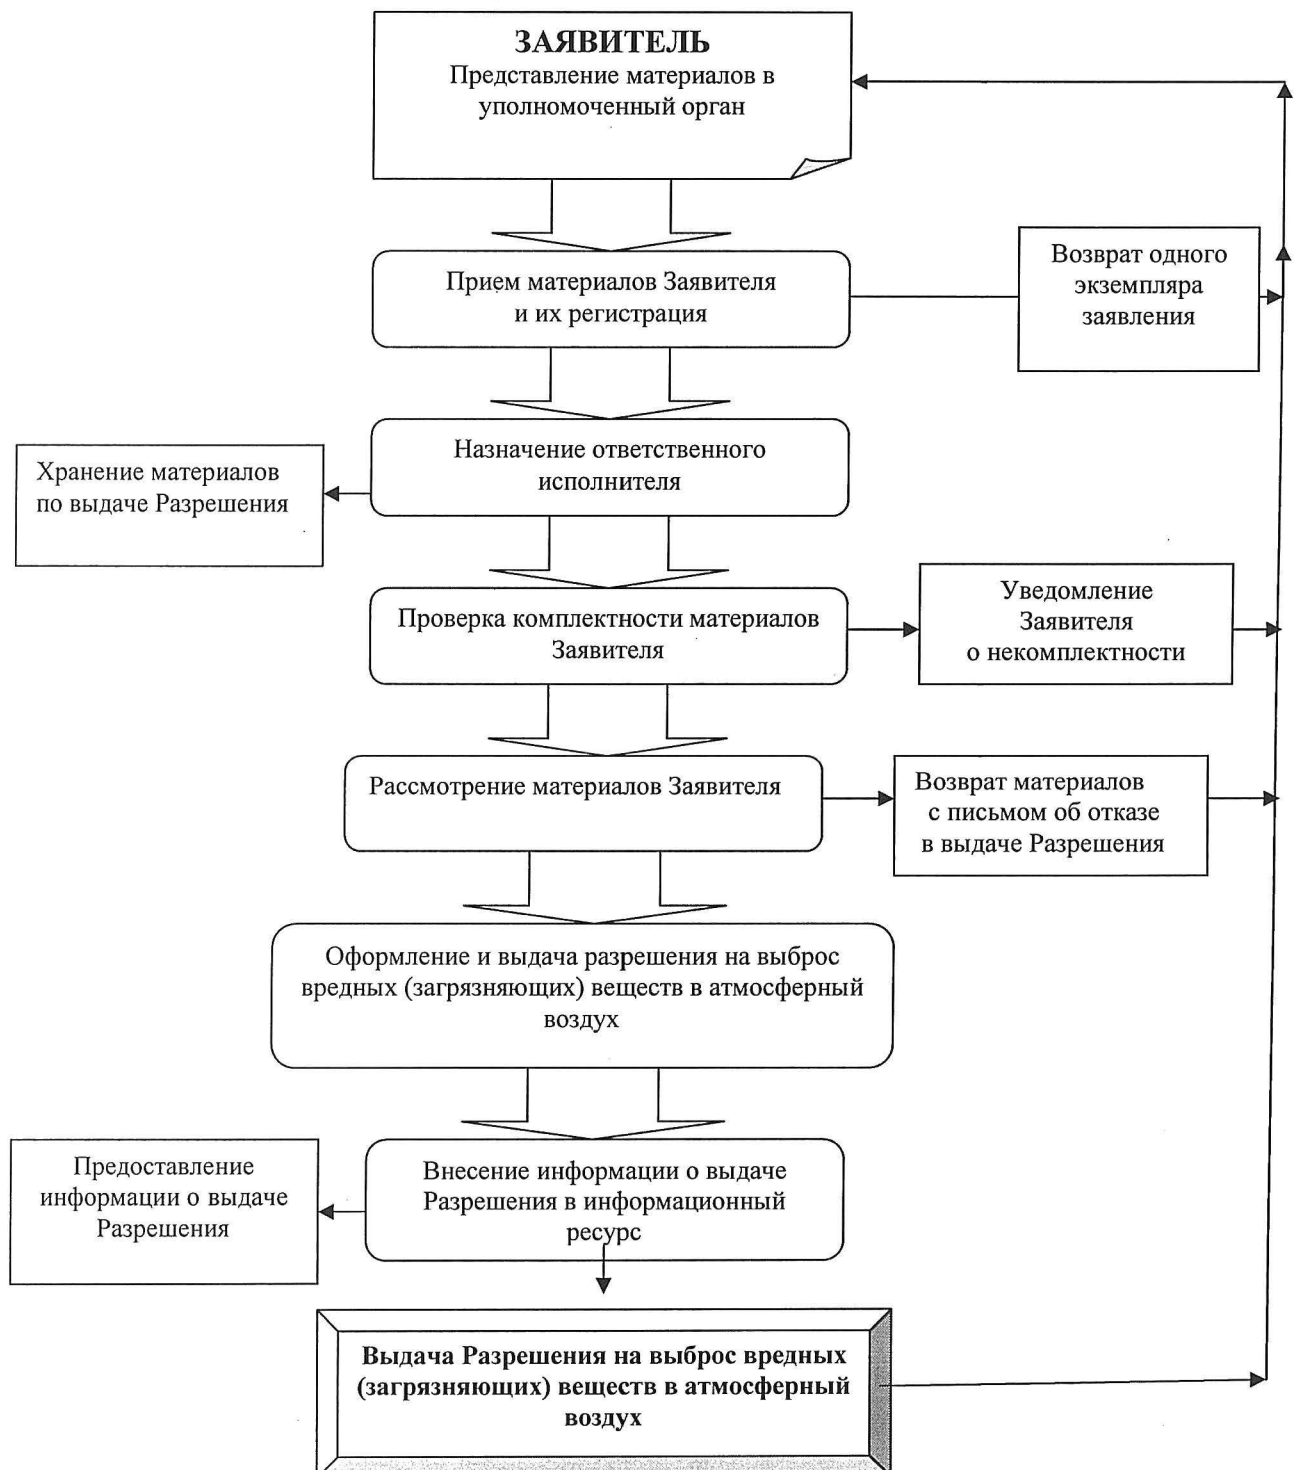 ЗАЯВИТЕЛЬ
Представление материалов в
уполномоченный орган
Прием материалов Заявителя
и их регистрация
Возврат одного
экземпляра
заявления
Назначение ответственного
исполнителя
Хранение материалов
по выдаче Разрешения
Проверка комплектности материалов
Заявителя
Уведомление
Заявителя
о некомплектности
Рассмотрение материалов Заявителя
Возврат материалов
с письмом об отказе
в выдаче Разрешения
Оформление и выдача разрешения на выброс
вредных (загрязняющих) веществ в атмосферный
воздух
Предоставление
информации о выдаче
Разрешения
Внесение информации о выдаче
Разрешения в информационный
ресурс
Выдача Разрешения на выброс вредных
(загрязняющих) веществ в атмосферный
воздух